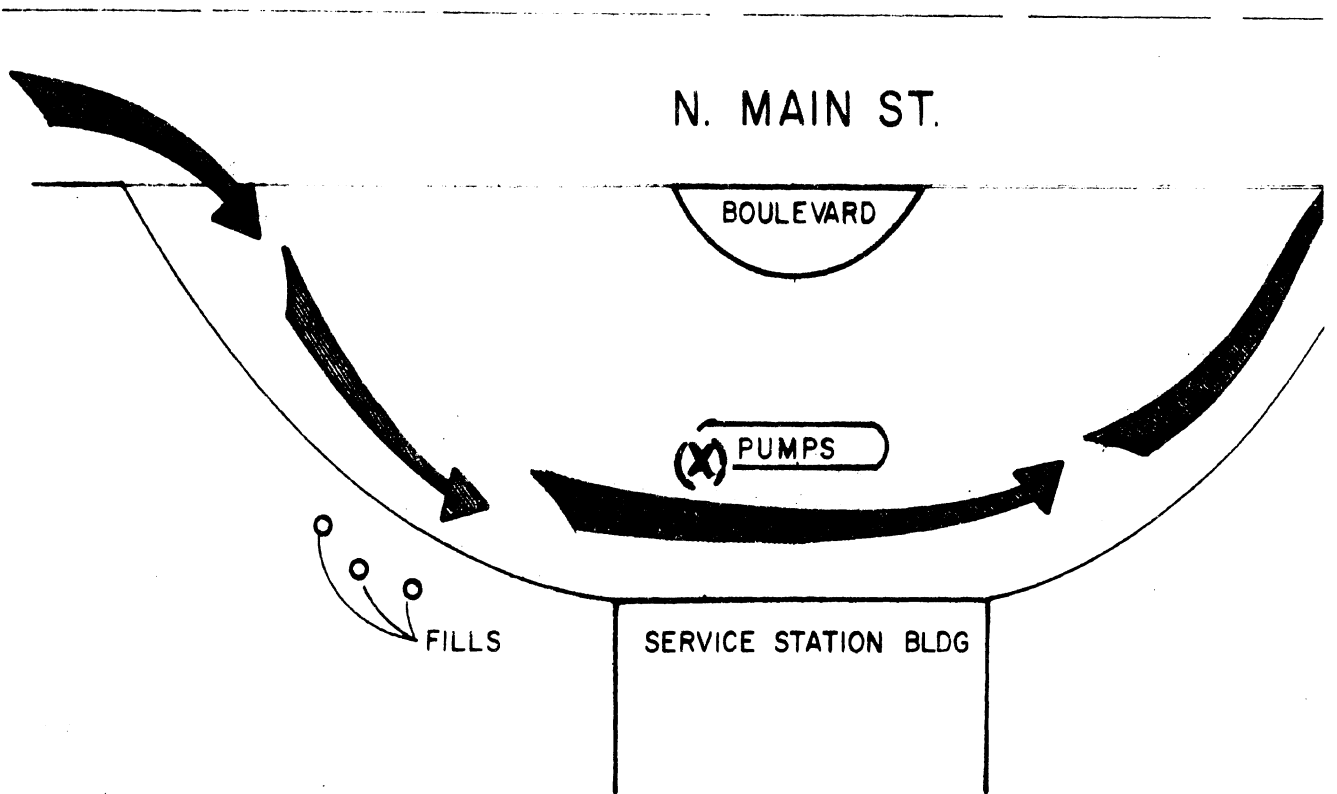 N. MAIN ST.
BOULEVARD
(X) PUMPS
FILLS
SERVICE STATION BLDG